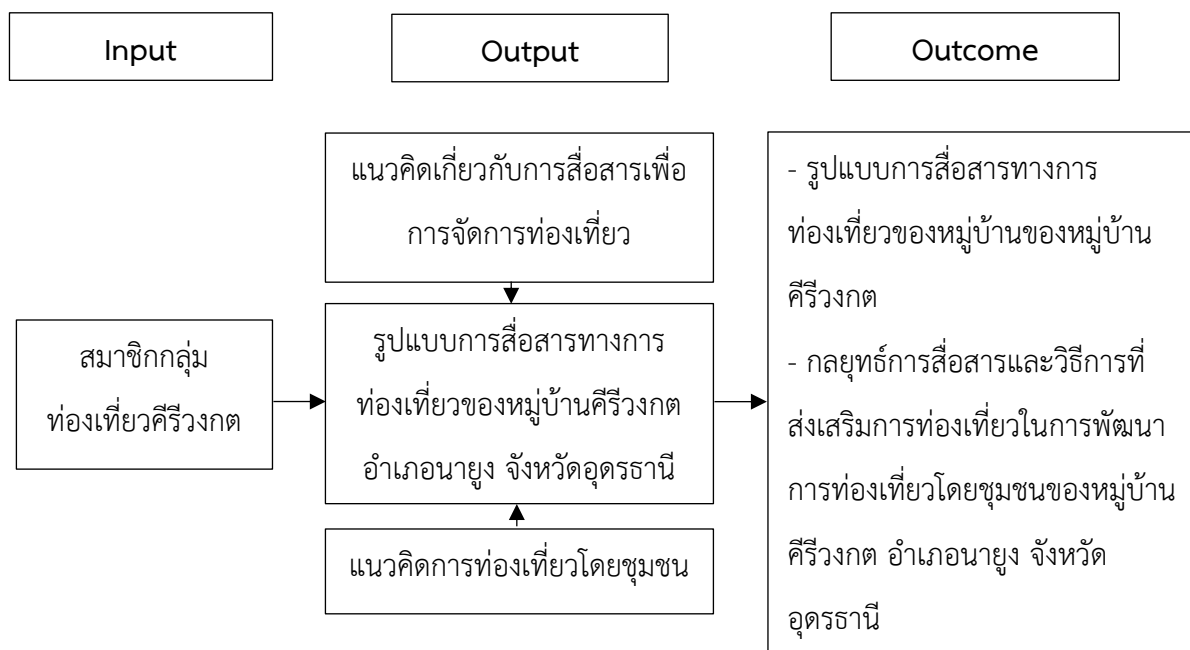 Input
Output
Outcome
แนวคิดเกี่ยวกับการสื่อสารเพื่อ
การจัดการท่องเที่ยว
สมาชิกกลุ่ม
ท่องเที่ยวคีรีวงกต
รูปแบบการสื่อสารทางการ
ท่องเที่ยวของหมู่บ้านคีรีวงกต
อำเภอนายูง จังหวัดอุดรธานี
แนวคิดการท่องเที่ยวโดยชุมชน
- รูปแบบการสื่อสารทางการ
ท่องเที่ยวของหมู่บ้านของหมู่บ้าน
คีรีวงกต
- กลยุทธ์การสื่อสารและวิธีการที่
ส่งเสริมการท่องเที่ยวในการพัฒนา
การท่องเที่ยวโดยชุมชนของหมู่บ้าน
คีรีวงกต อำเภอนายูง จังหวัด
อุดรธานี